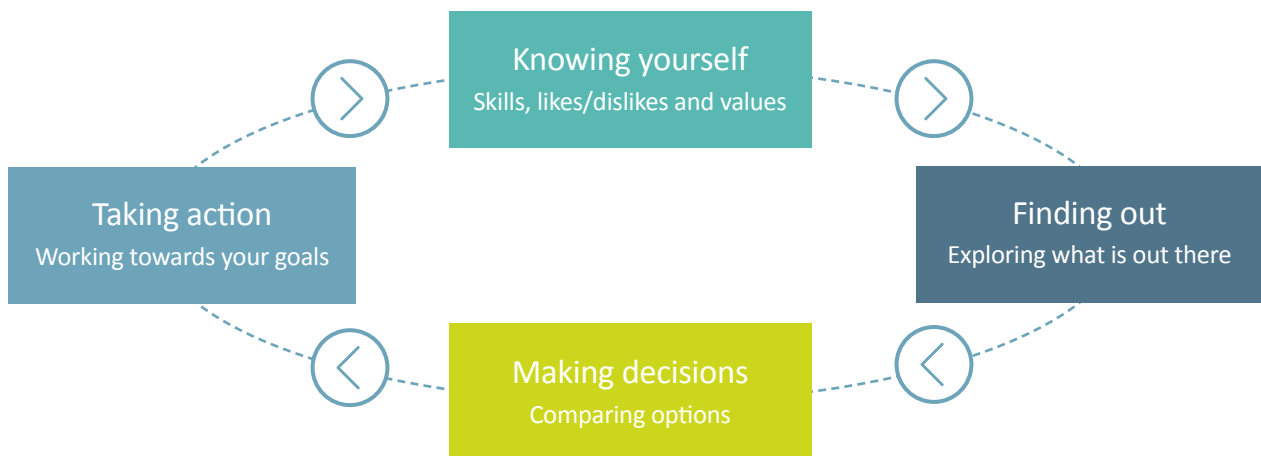 Knowing yourself
Skills, likes/dislikes and values
Taking action
Working towards your goals
Finding out
Exploring what is out there
Making decisions
Comparing options